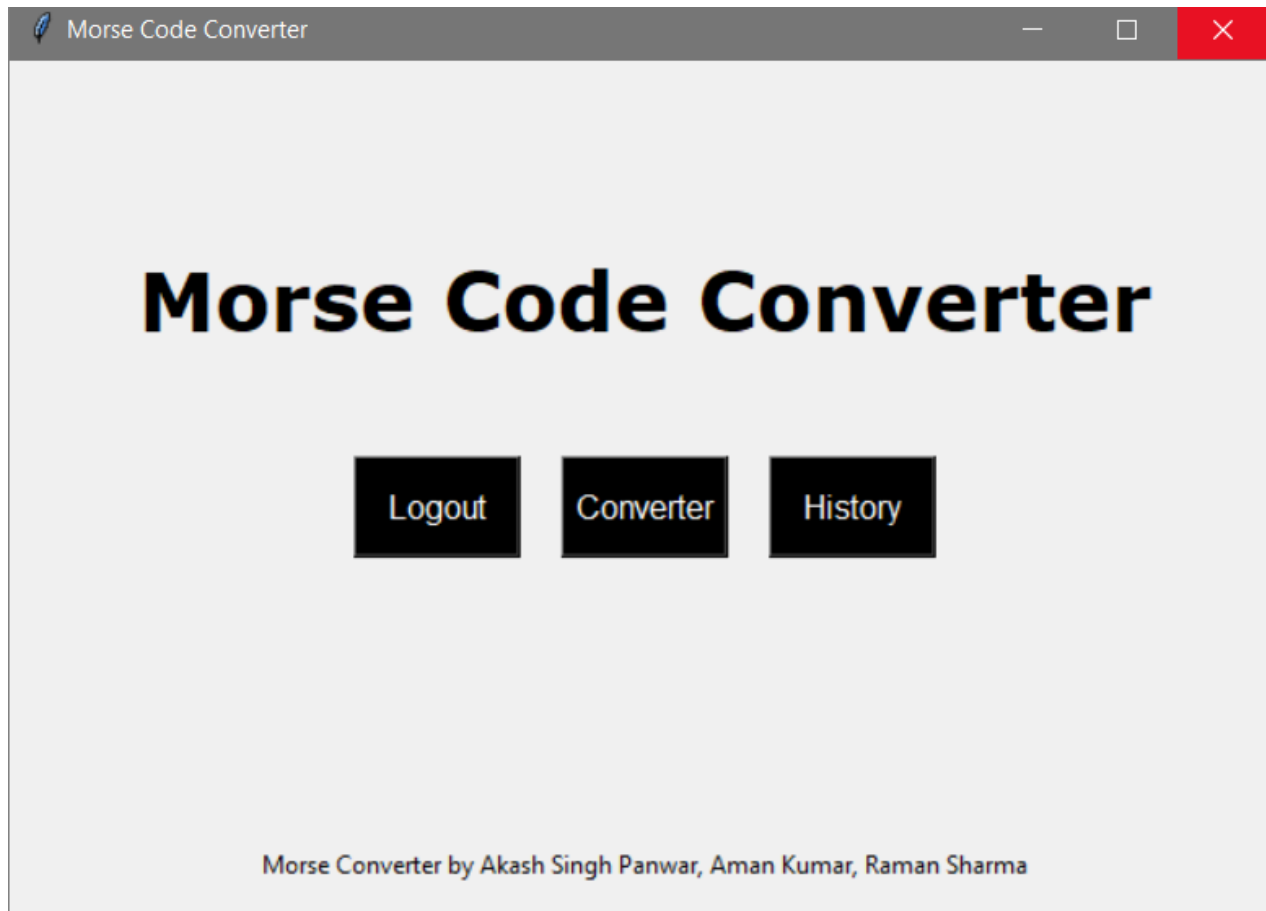 Morse Code Converter
Morse Code Converter
Logout Converter History
Morse Converter by Akash Singh Panwar, Aman Kumar, Raman Sharma